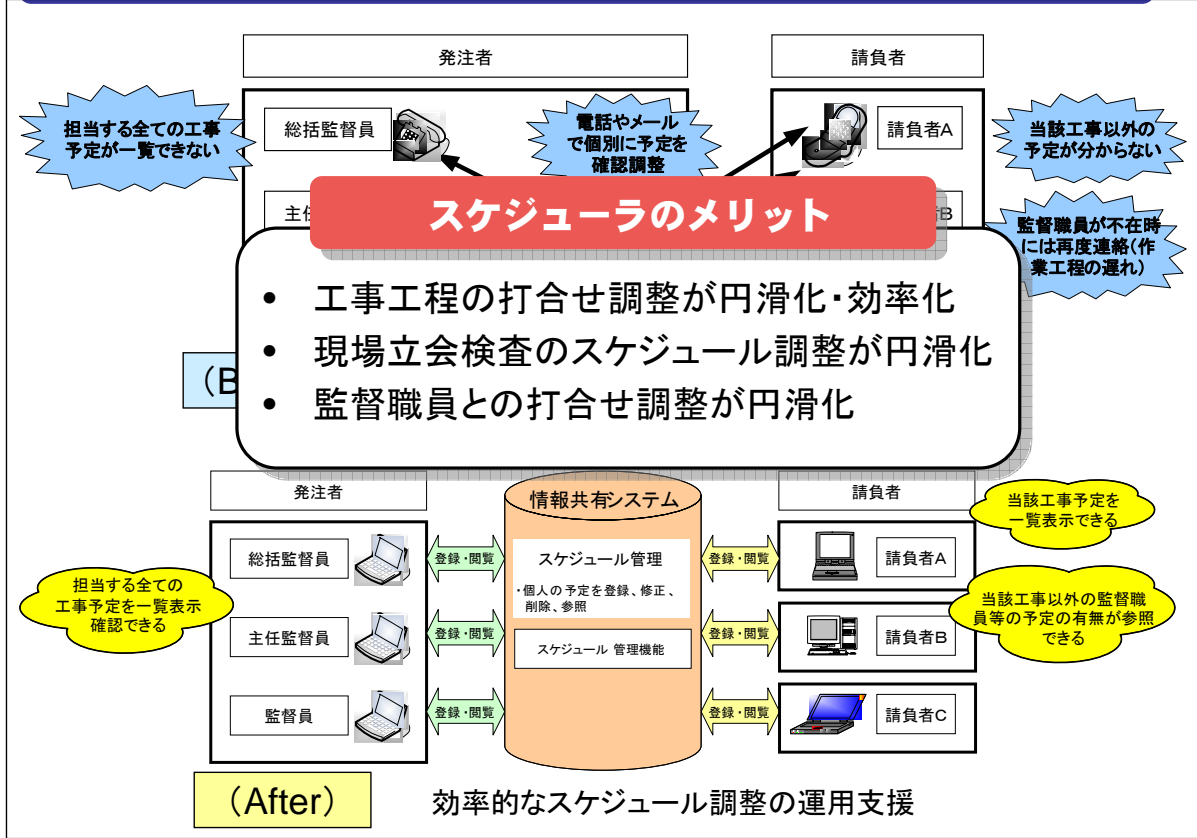 発注者
請負者
担当する全ての工事
予定が一覧できない
総括監督員
電話やメール
で個別に予定を
確認調整
請負者A
当該工事以外の
予定が分からない
主任
者B
監督職員が不在時
には再度連絡(作
業工程の遅れ)
スケジューラのメリット
• 工事工程の打合せ調整が円滑化・効率化
• 現場立会検査のスケジュール調整が円滑化
• 監督職員との打合せ調整が円滑化
(B
発注者
情報共有システム
請負者
当該工事予定を
一覧表示できる
総括監督員
登録・閲覧
スケジュール管理
・個人の予定を登録、修正、
削除、参照
登録・閲覧
請負者A
担当する全ての
工事予定を一覧表示
確認できる
当該工事以外の監督職
員等の予定の有無が参照
できる
主任監督員
登録・閲覧
スケジュール 管理機能
登録・閲覧
請負者B
監督員
登録・閲覧
登録・閲覧
請負者C
(After)
効率的なスケジュール調整の運用支援